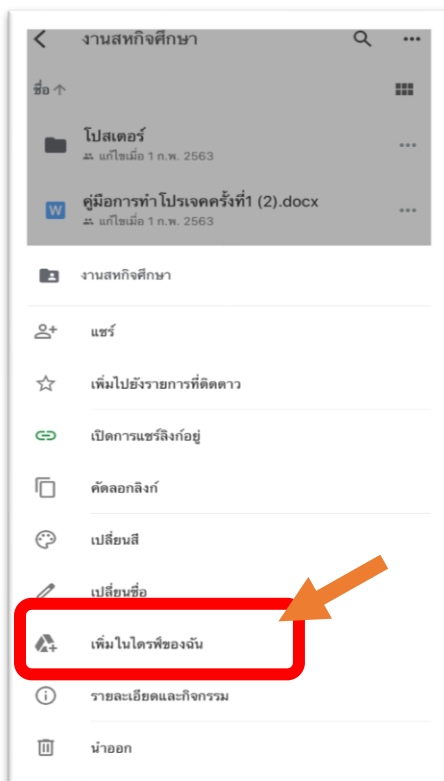 งานสหกิจศึกษา
ชื่อ
โปสเตอร์
แก้ไขเมื่อ 1 ก.พ. 2563
คู่มือการทำโปรเจคครั้งที่1 (2).docx
W
แก้ไขเมื่อ 1 ก.พ. 2563
งานสหกิจศึกษา
แชร์
เพิ่มไปยังรายการที่ติดดาว
เปิดการแชร์ลิงก์อยู่
คัดลอกลิงก์
เปลี่ยนสี
เปลี่ยนชื่อ
เพิ่มในไดรฟ์ของฉัน
รายละเอียดและกิจกรรม
นำออก